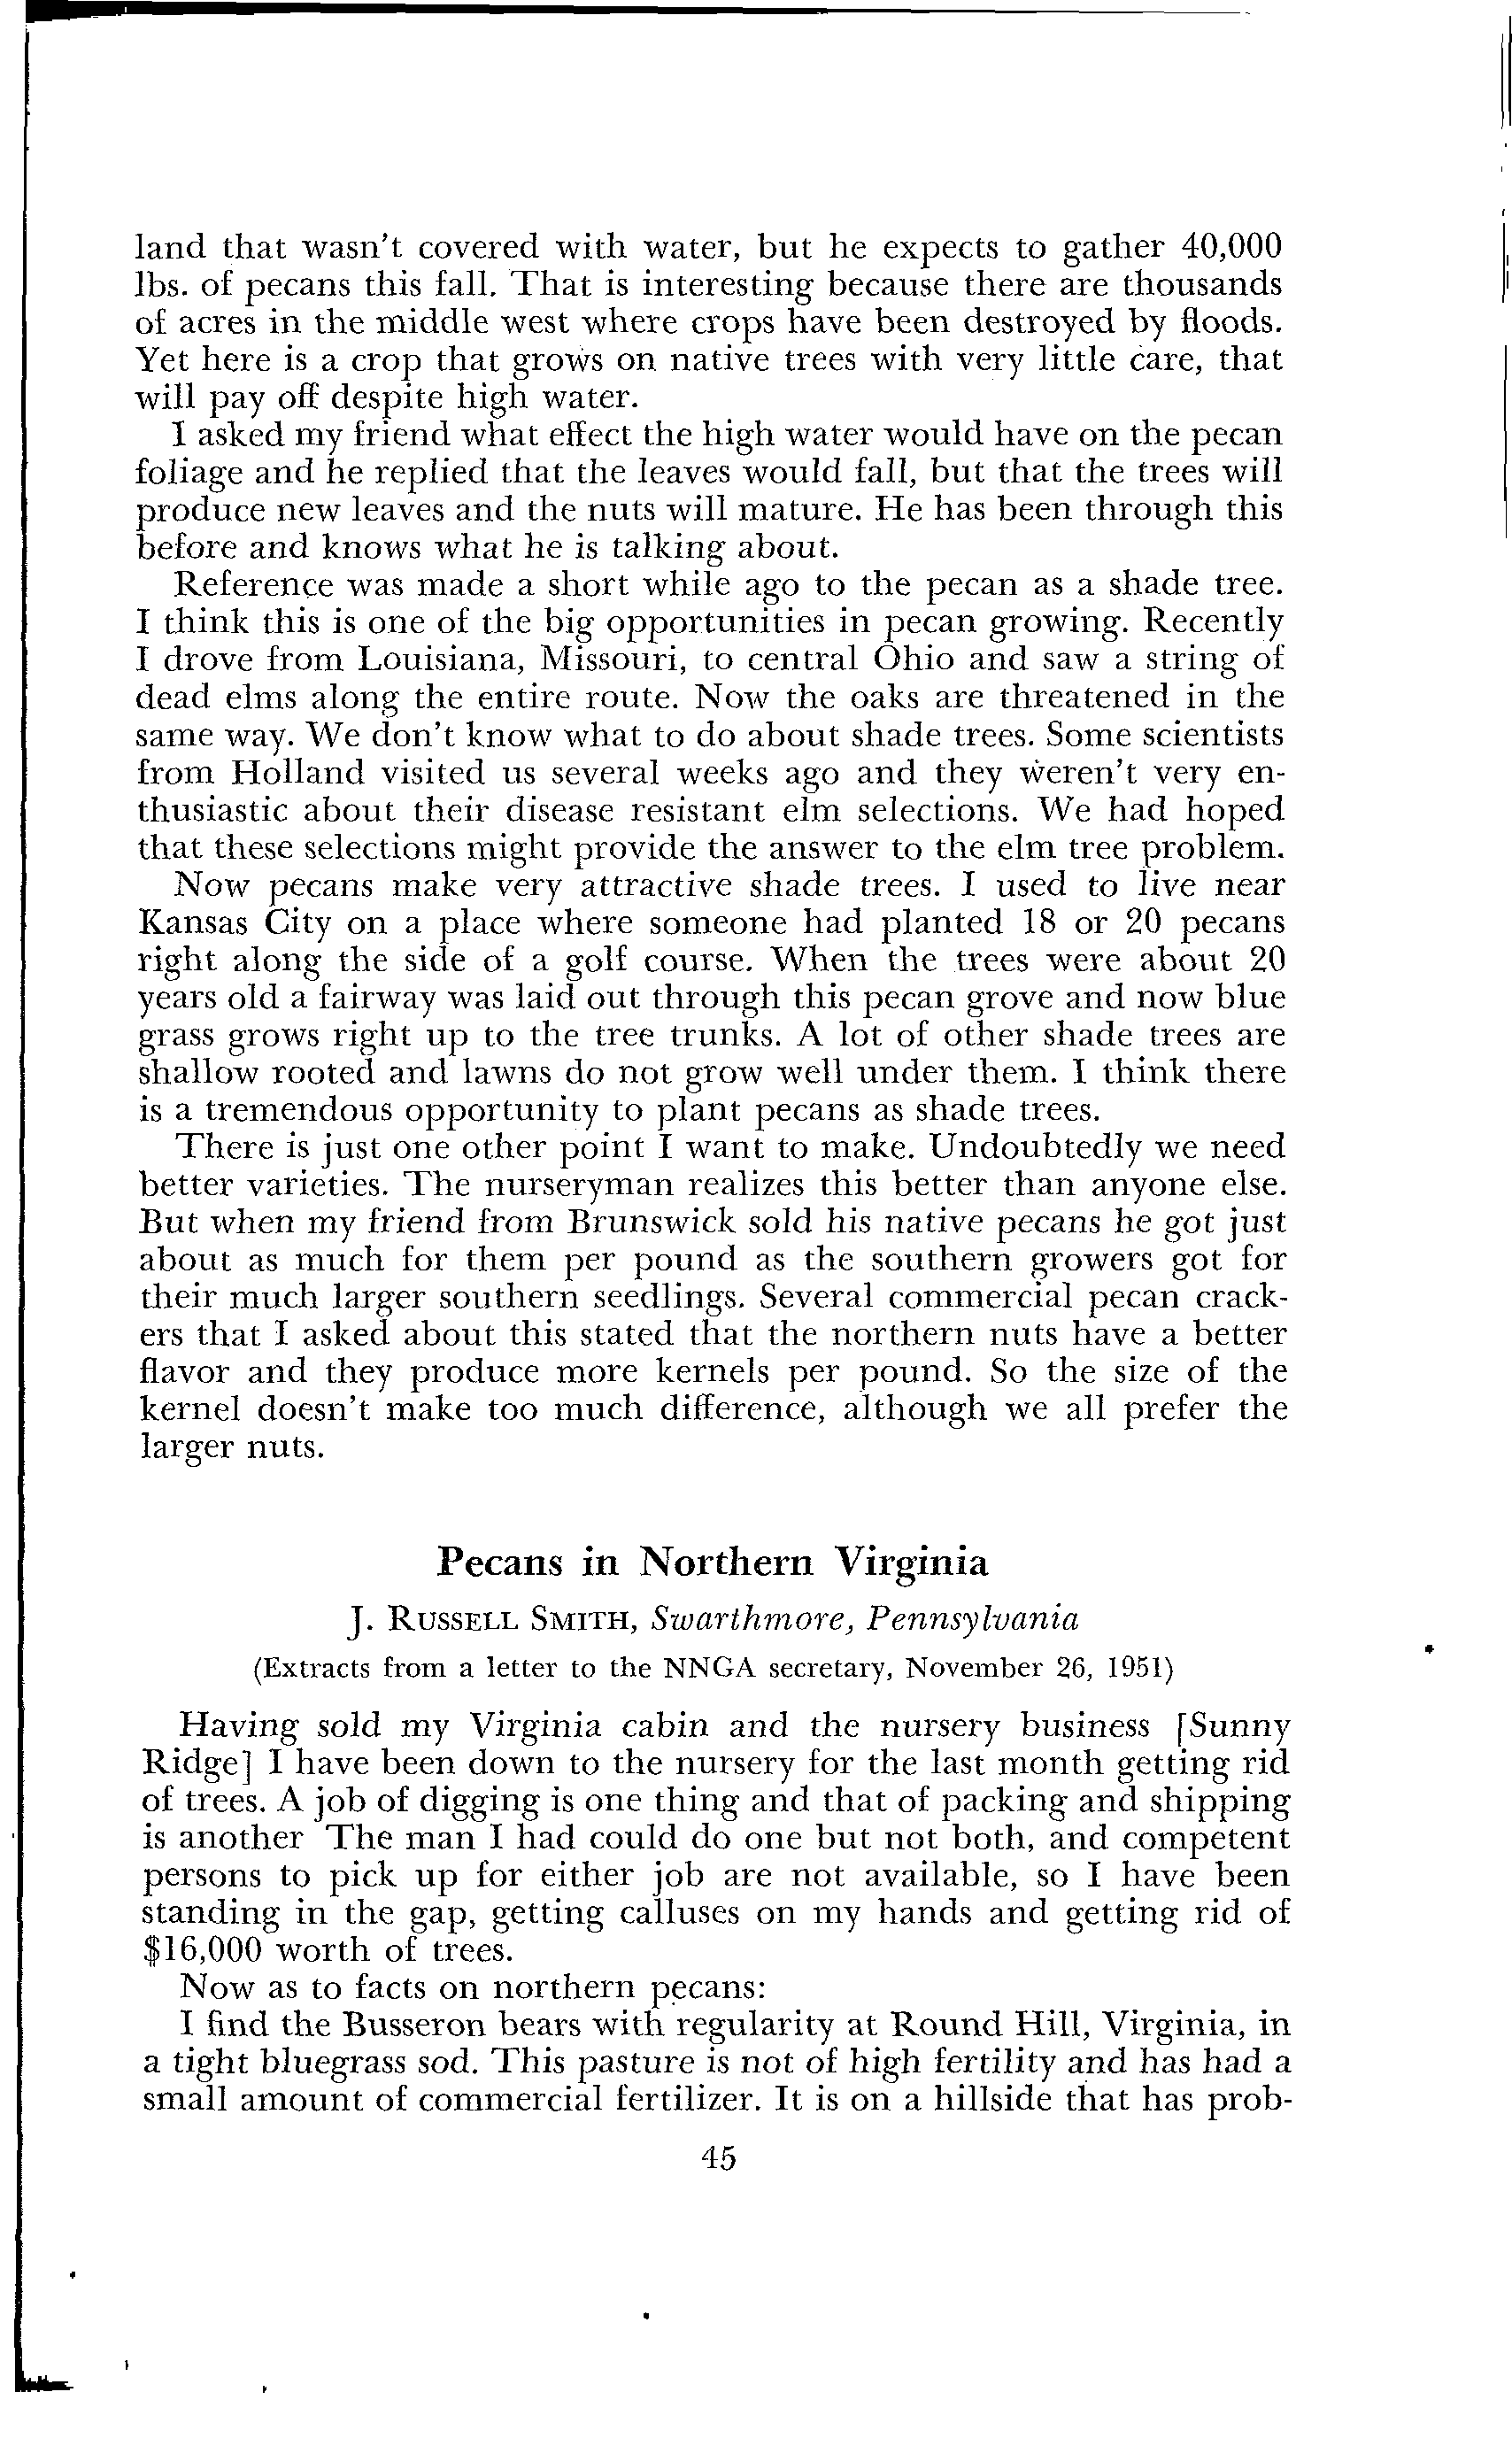 land that wasn't covered with water, but he expects to gather 40,000
lbs. of pecans this fall. That is interesting because there are thousands
of acres in the middle west where crops have been destroyed by floods.
Yet here is a crop that grows on native trees with very little care, that
will pay off despite high water.
I asked my friend what effect the high water would have on the pecan
foliage and he replied that the leaves would fall, but that the trees will
produce new leaves and the nuts will mature. He has been through this
before and knows what he is talking about.
Reference was made a short while ago to the pecan as a shade tree.
I think this is one of the big opportunities in pecan growing. Recently
I drove from Louisiana, Missouri, to central Ohio and saw a string of
dead elms along the entire route. Now the oaks are threatened in the
same way. We don't know what to do about shade trees. Some scientists
from Holland visited us several weeks ago and they weren't very en-
thusiastic about their disease resistant elm selections. We had hoped
that these selections might provide the answer to the elm tree problem.
Now pecans make very attractive shade trees. I used to live near
Kansas City on a place where someone had planted 18 or 20 pecans
right along the side of a golf course. When the trees were about 20
years old a fairway was laid out through this pecan grove and now blue
grass grows right up to the tree trunks. A lot of other shade trees are
shallow rooted and lawns do not grow well under them. I think there
is a tremendous opportunity to plant pecans as shade trees.
There is just one other point I want to make. Undoubtedly we need
better varieties. The nurseryman realizes this better than anyone else.
But when my friend from Brunswick sold his native pecans he got just
about as much for them per pound as the southern growers got for
their much larger southern seedlings. Several commercial pecan crack-
ers that I asked about this stated that the northern nuts have a better
flavor and they produce more kernels per pound. So the size of the
kernel doesn't make too much difference, although we all prefer the
larger nuts.
Pecans in Northern Virginia
J. RUSSELL SMITH, Swarthmore, Pennsylvania
(Extracts from a letter to the NNGA secretary, November 26, 1951)
Having sold my Virginia cabin and the nursery business [Sunny
Ridge] I have been down to the nursery for the last month getting rid
of trees. A job of digging is one thing and that of packing and shipping
is another The man I had could do one but not both, and competent
persons to pick up for either job are not available, so I have been
standing in the gap, getting calluses on my hands and getting rid of
$16,000 worth of trees.
Now as to facts on northern pecans:
I find the Busseron bears with regularity at Round Hill, Virginia, in
a tight bluegrass sod. This pasture is not of high fertility and has had a
small amount of commercial fertilizer. It is on a hillside that has prob-
45